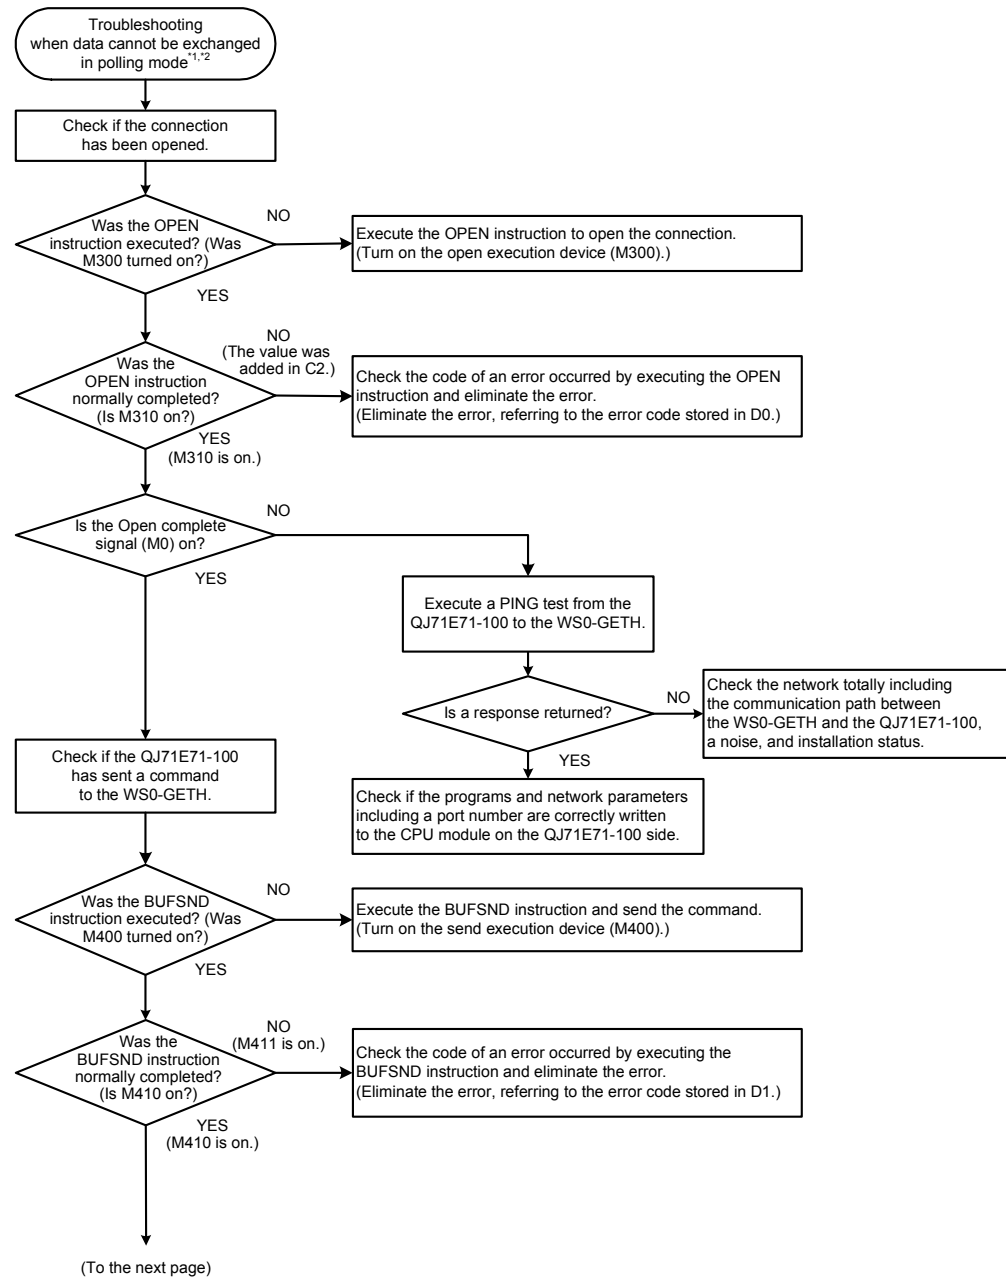 Troubleshooting
when data cannot be exchanged
in polling mode*1,*2
Check if the connection
has been opened.
Was the OPEN
instruction executed? (Was
M300 turned on?)
NO
Execute the OPEN instruction to open the connection.
(Turn on the open execution device (M300).)
YES
Was the
OPEN instruction
normally completed?
(Is M310 on?)
NO
(The value was
added in C2.)
Check the code of an error occurred by executing the OPEN
instruction and eliminate the error.
(Eliminate the error, referring to the error code stored in D0.)
YES
(M310 is on.)
Is the Open complete
signal (M0) on?
NO
YES
Execute a PING test from the
QJ71E71-100 to the WS0-GETH.
Is a response returned?
NO
Check the network totally including
the communication path between
the WS0-GETH and the QJ71E71-100,
a noise, and installation status.
YES
Check if the programs and network parameters
including a port number are correctly written
to the CPU module on the QJ71E71-100 side.
Check if the QJ71E71-100
has sent a command
to the WS0-GETH.
Was the BUFSND
instruction executed? (Was
M400 turned on?)
NO
Execute the BUFSND instruction and send the command.
(Turn on the send execution device (M400).)
YES
Was the
BUFSND instruction
normally completed?
(Is M410 on?)
NO
(M411 is on.)
Check the code of an error occurred by executing the
BUFSND instruction and eliminate the error.
(Eliminate the error, referring to the error code stored in D1.)
YES
(M410 is on.)
(To the next page)